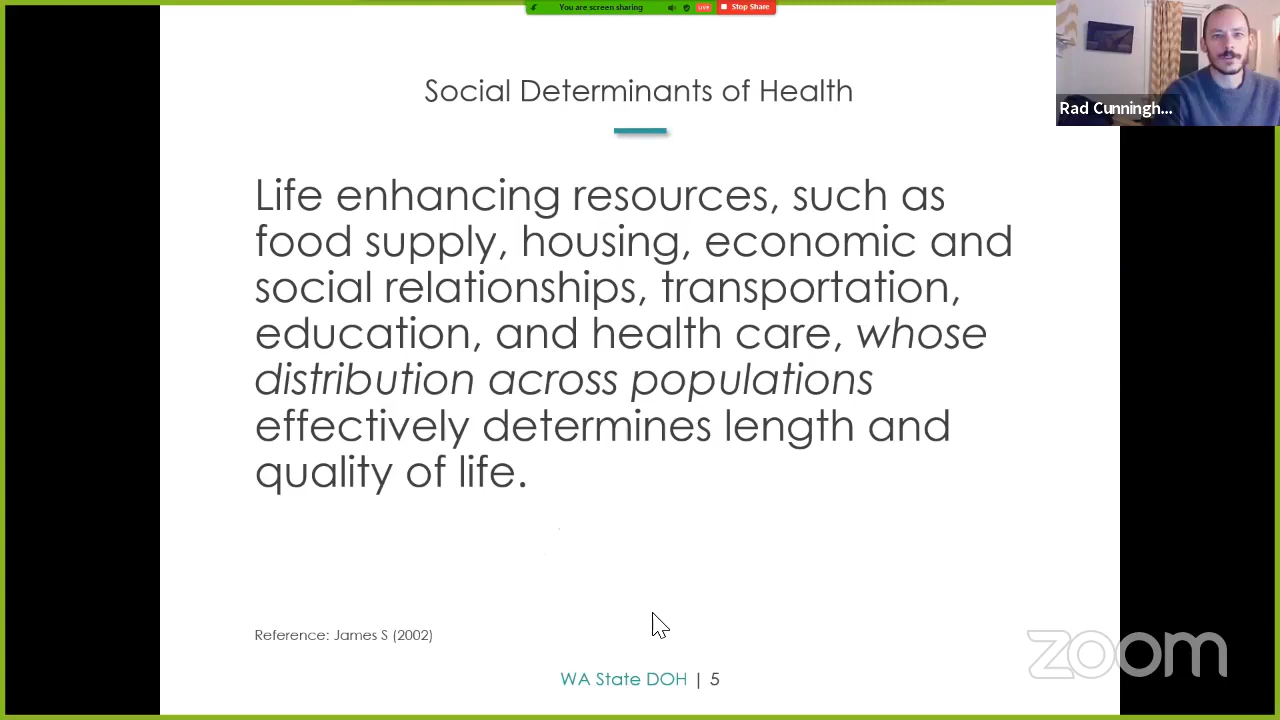 You are screen sharing LIVE Stop Share
Rad Cunningh...
Social Determinants of Health
Life enhancing resources, such as
food supply, housing, economic and
social relationships, transportation,
education, and health care, whose
distribution across populations
effectively determines length and
quality of life.
Reference: James S (2002)
zoom
WA State DOH | 5